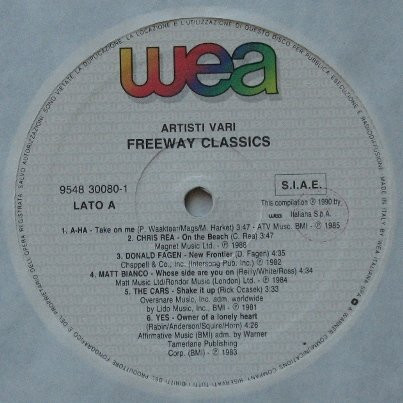 wea
ARTISTI VARI
FREEWAY CLASSICS
9548 30080-1
LATO A
S.I.A.E.
This compilation ℗ 1990 by
wea Italiana S.p.A.
1. A-HA - Take on me (P. Waaktaar/Mags/M. Harket) 3:47 - ATV Music. BMI - ℗ 1985
2. CHRIS REA - On the Beach (C. Rea) 3:47
Magnet Music Ltd. - ℗ 1986
3. DONALD FAGEN - New Frontier (D. Fagen)
Chappell & Co., Inc. Pub. Inc. - ℗ 1982
4. MATT BIANCO - Whose side are you on (Reilly/White/Ross) 4:34
Matt Music Ltd/Rondor Music (London) Ltd. - ℗ 1984
5. THE CARS - Shake it up (Rick Ocasek) 3:33
Oversnare Music Inc. adm. worldwide
by Lido Music, Inc. BMI - ℗ 1981
6. YES - Owner of a lonely heart
(Rabin/Anderson/Squire/Horn) 4:26
Affirmative Music (BMI) adm. by Warner
Tamerlane Publishing
Corp. (BMI) - ℗ 1983